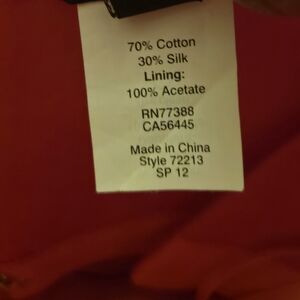 70% Cotton
30% Silk
Lining:
100% Acetate
RN77388
CA56445
Made in China
Style 72213
SP 12